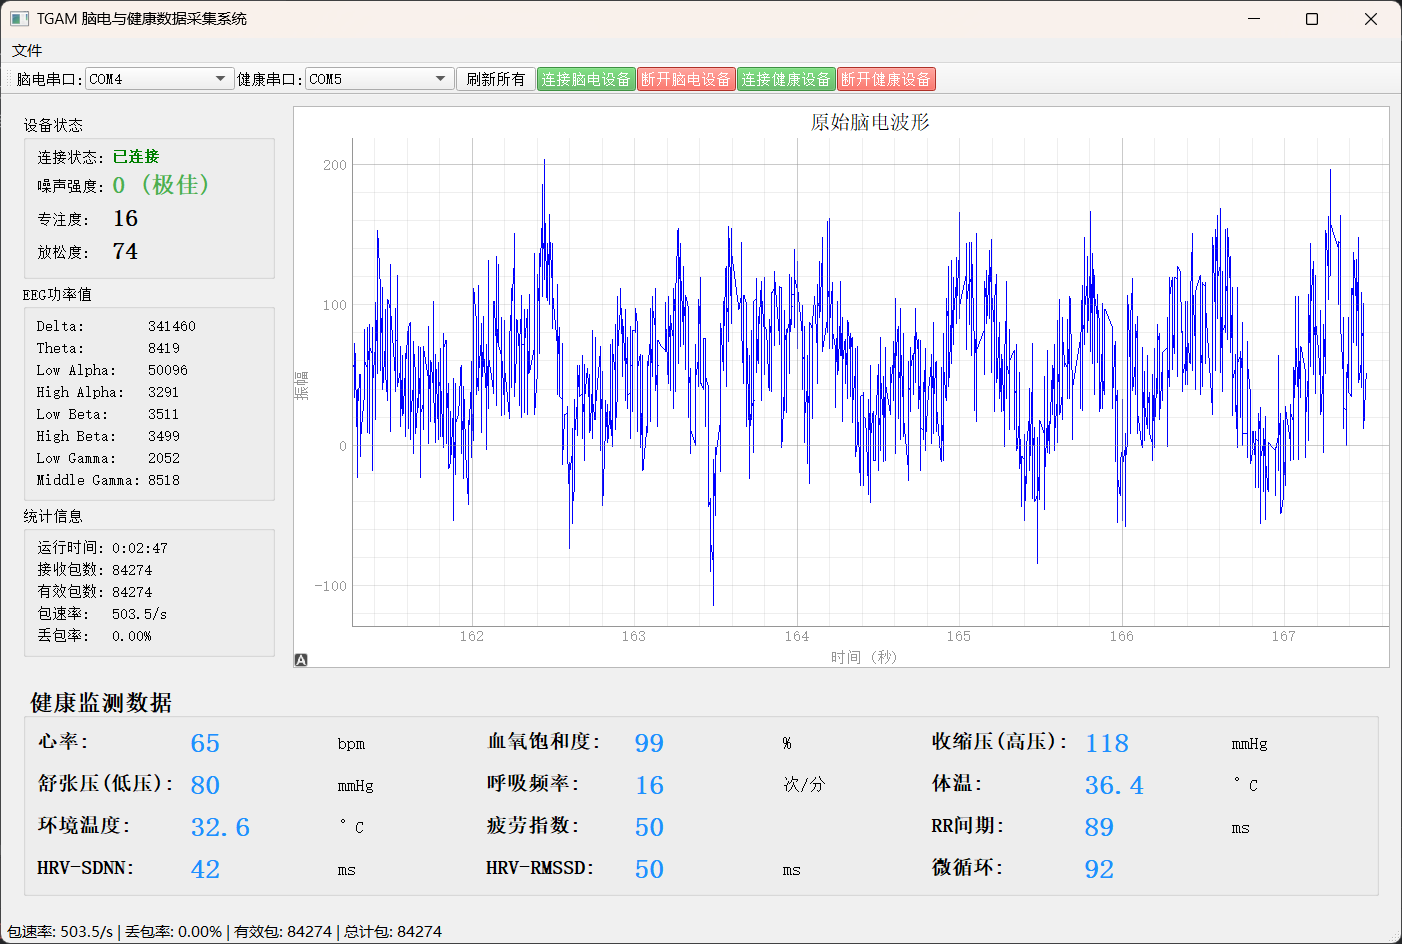 TGAM 脑电与健康数据采集系统
文件
脑电串口: COM4 健康串口: COM5 刷新所有 连接脑电设备 断开脑电设备 连接健康设备 断开健康设备
设备状态
连接状态: 已连接
噪声强度: 0 (极佳)
专注度: 16
放松度: 74
EEG功率值
Delta: 341460
Theta: 8419
Low Alpha: 50096
High Alpha: 3291
Low Beta: 3511
High Beta: 3499
Low Gamma: 2052
Middle Gamma: 8518
统计信息
运行时间: 0:02:47
接收包数: 84274
有效包数: 84274
包速率: 503.5/s
丢包率: 0.00%
原始脑电波形
振幅
200
100
0
-100
162 163 164 165 166 167
时间 (秒)
A
健康监测数据
心率: 65 bpm 血氧饱和度: 99 % 收缩压(高压): 118 mmHg
舒张压(低压): 80 mmHg 呼吸频率: 16 次/分 体温: 36.4 °C
环境温度: 32.6 °C 疲劳指数: 50 RR间期: 89 ms
HRV-SDNN: 42 ms HRV-RMSSD: 50 ms 微循环: 92
包速率: 503.5/s | 丢包率: 0.00% | 有效包: 84274 | 总计包: 84274